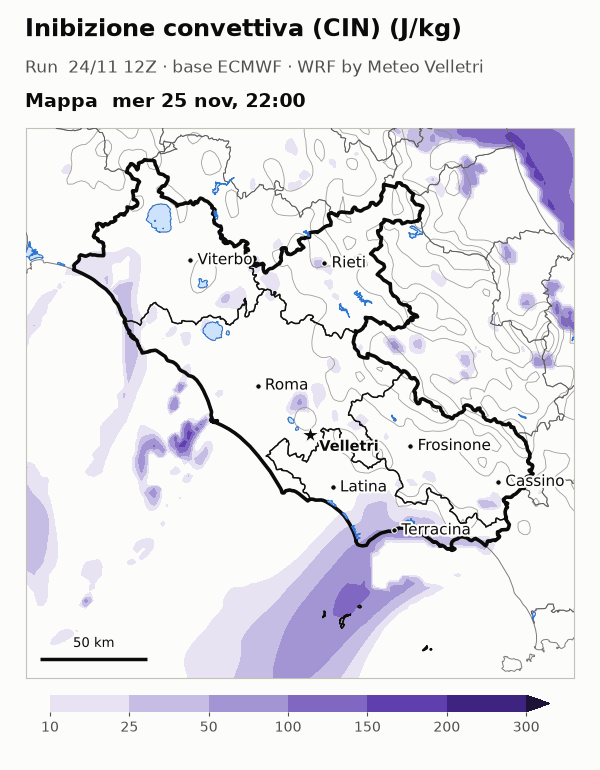 Inibizione convettiva (CIN) (J/kg)
Run  24/11 12Z · base ECMWF · WRF by Meteo Velletri
Mappa  mer 25 nov, 22:00
Viterbo
Rieti
Roma
Velletri
Frosinone
Cassino
Latina
Terracina
50 km
10 25 50 100 150 200 300